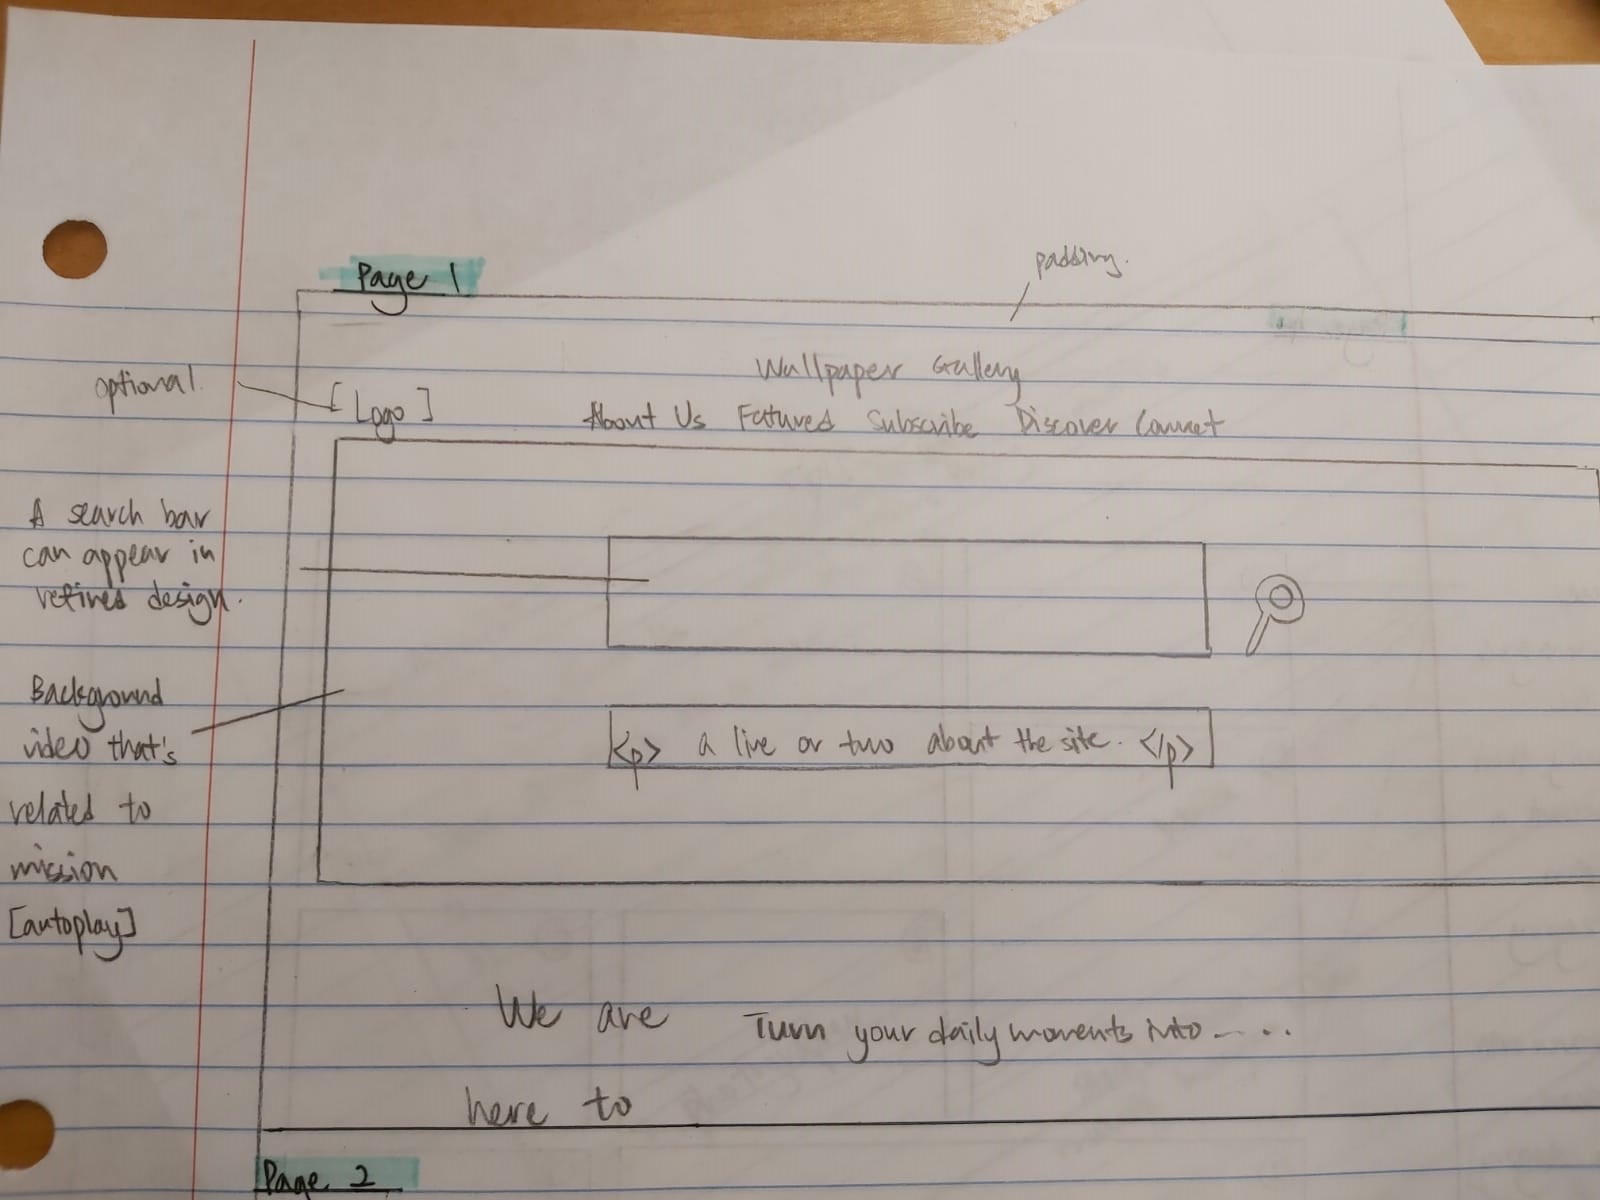 Page 1
padding.
Wallpaper Gallery
optional.
[Logo]
About Us Fatured Subscribe Discover Connect
A search bar
can appear in
refined design.
Background
video that's
related to
mission
[autoplay]
<p> a line or two about the site. </p>
We are
here to
Turn your daily moments into - - . .
Page 2